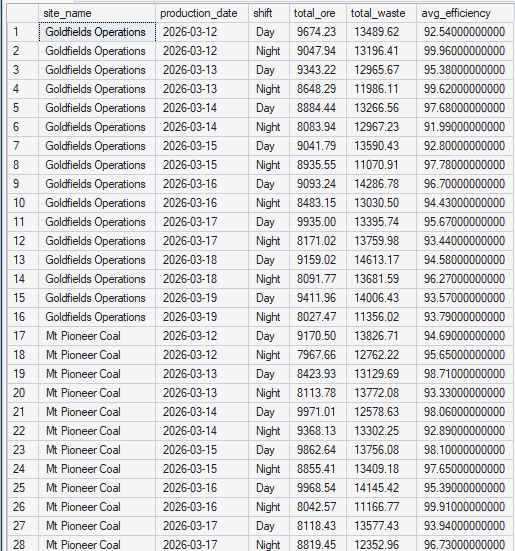 site_name production_date shift total_ore total_waste avg_efficiency
1 Goldfields Operations 2026-03-12 Day 9674.23 13489.62 92.54000000000
2 Goldfields Operations 2026-03-12 Night 9047.94 13196.41 99.96000000000
3 Goldfields Operations 2026-03-13 Day 9343.22 12965.67 95.38000000000
4 Goldfields Operations 2026-03-13 Night 8648.29 11986.11 99.62000000000
5 Goldfields Operations 2026-03-14 Day 8884.44 13266.56 97.68000000000
6 Goldfields Operations 2026-03-14 Night 8083.94 12967.23 91.99000000000
7 Goldfields Operations 2026-03-15 Day 9041.79 13590.43 92.80000000000
8 Goldfields Operations 2026-03-15 Night 8935.55 11070.91 97.78000000000
9 Goldfields Operations 2026-03-16 Day 9093.24 14286.78 96.70000000000
10 Goldfields Operations 2026-03-16 Night 8483.15 13030.50 94.43000000000
11 Goldfields Operations 2026-03-17 Day 9935.00 13395.74 95.67000000000
12 Goldfields Operations 2026-03-17 Night 8171.02 13759.98 93.44000000000
13 Goldfields Operations 2026-03-18 Day 9159.02 14613.17 94.58000000000
14 Goldfields Operations 2026-03-18 Night 8091.77 13681.59 96.27000000000
15 Goldfields Operations 2026-03-19 Day 9411.96 14006.43 93.57000000000
16 Goldfields Operations 2026-03-19 Night 8027.47 11356.02 93.79000000000
17 Mt Pioneer Coal 2026-03-12 Day 9170.50 13826.71 94.69000000000
18 Mt Pioneer Coal 2026-03-12 Night 7967.66 12762.22 95.65000000000
19 Mt Pioneer Coal 2026-03-13 Day 8423.93 13129.69 98.71000000000
20 Mt Pioneer Coal 2026-03-13 Night 8113.78 13772.08 93.33000000000
21 Mt Pioneer Coal 2026-03-14 Day 9971.01 12578.63 98.06000000000
22 Mt Pioneer Coal 2026-03-14 Night 9368.13 13302.25 92.89000000000
23 Mt Pioneer Coal 2026-03-15 Day 9862.64 13756.08 98.10000000000
24 Mt Pioneer Coal 2026-03-15 Night 8855.41 13409.18 97.65000000000
25 Mt Pioneer Coal 2026-03-16 Day 9968.54 14145.42 95.39000000000
26 Mt Pioneer Coal 2026-03-16 Night 8042.57 11166.77 99.91000000000
27 Mt Pioneer Coal 2026-03-17 Day 8118.43 13577.43 93.94000000000
28 Mt Pioneer Coal 2026-03-17 Night 8819.45 12352.96 96.73000000000